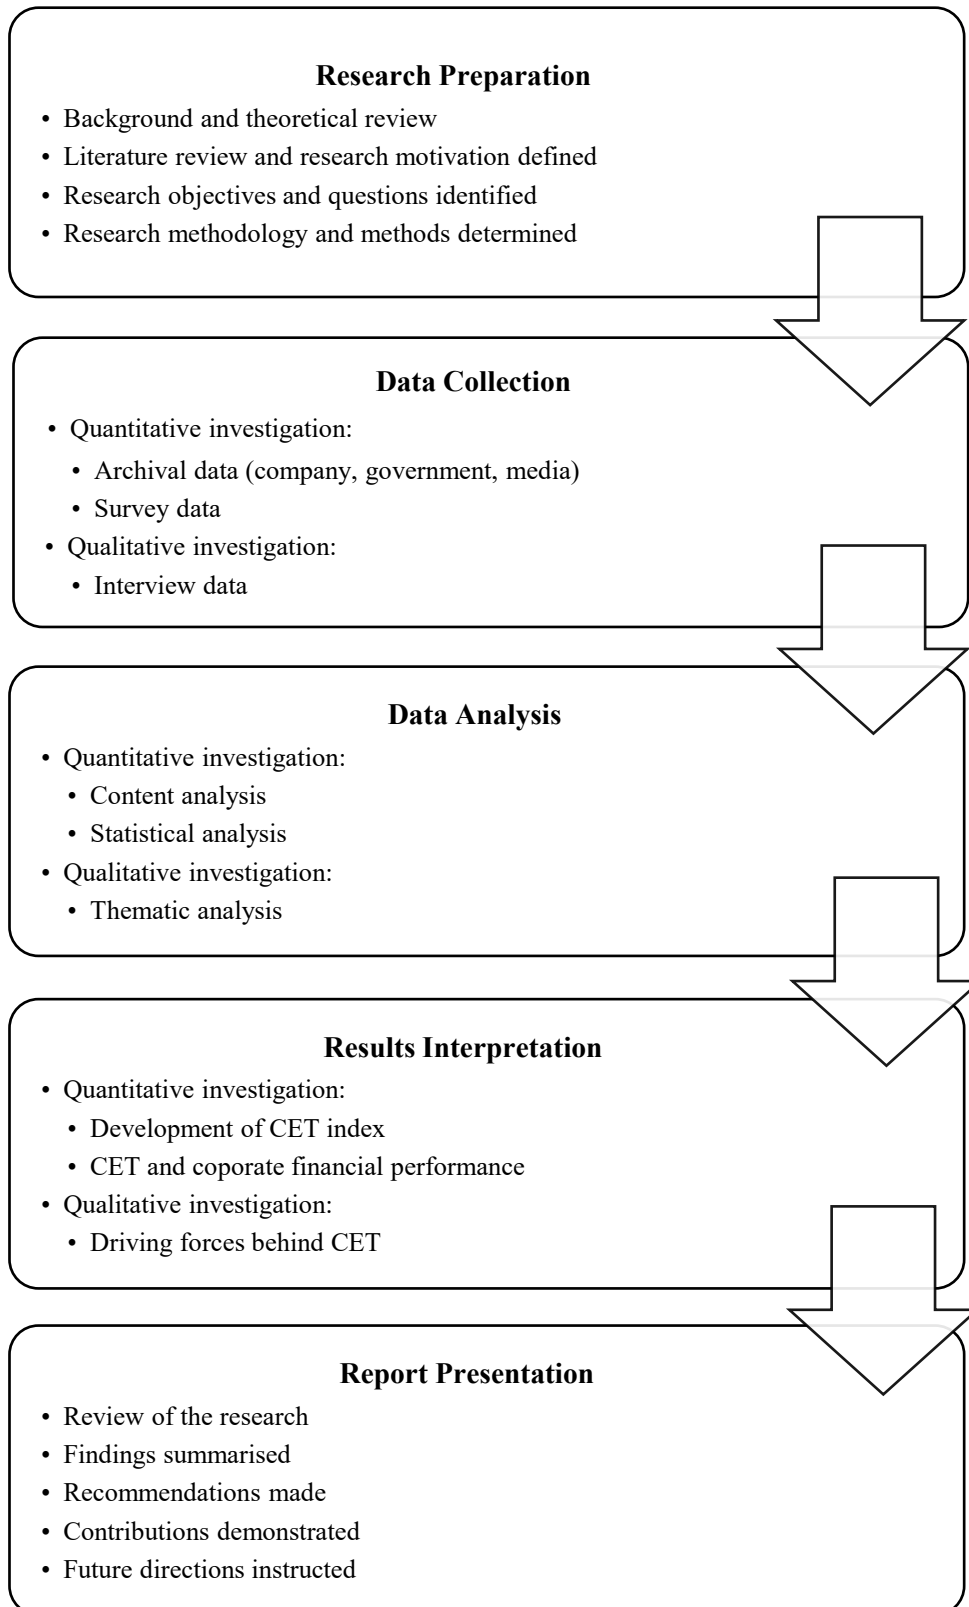 Research Preparation
• Background and theoretical review
• Literature review and research motivation defined
• Research objectives and questions identified
• Research methodology and methods determined
Data Collection
• Quantitative investigation:
• Archival data (company, government, media)
• Survey data
• Qualitative investigation:
• Interview data
Data Analysis
• Quantitative investigation:
• Content analysis
• Statistical analysis
• Qualitative investigation:
• Thematic analysis
Results Interpretation
• Quantitative investigation:
• Development of CET index
• CET and coporate financial performance
• Qualitative investigation:
• Driving forces behind CET
Report Presentation
• Review of the research
• Findings summarised
• Recommendations made
• Contributions demonstrated
• Future directions instructed